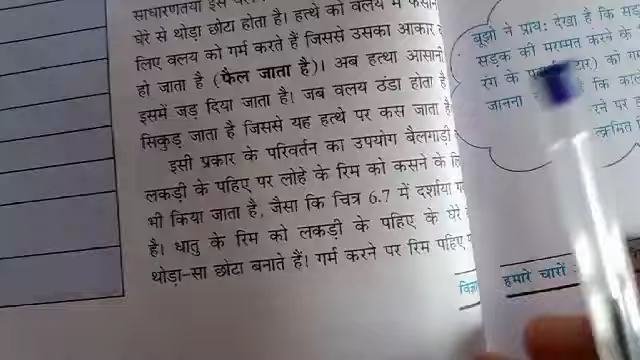 साधारणतया इस
घेरे से थोड़ा छोटा होता है। हत्थे को वलय में
लिए वलय को गर्म करते हैं जिससे उसका आकार
हो जाता है (फैल जाता है)। अब हत्था आसानी
इसमें जड़ दिया जाता है। जब वलय ठंडा होता है
सिकुड़ जाता है जिससे यह हत्थे पर कस जाता है
इसी प्रकार के परिवर्तन का उपयोग बैलगाड़ी
लकड़ी के पहिए पर लोहे के रिम को कसने के
भी किया जाता है, जैसा कि चित्र 6.7 में दर्शाया
है। धातु के रिम को लकड़ी के पहिए के घेरे
थोड़ा-सा छोटा बनाते हैं। गर्म करने पर रिम पहिए
बूझो ने प्राय: देखा है कि
सड़क की मरम्मत करने के
रंग के
को
जानना
कि
रने पर
हमारे चारों